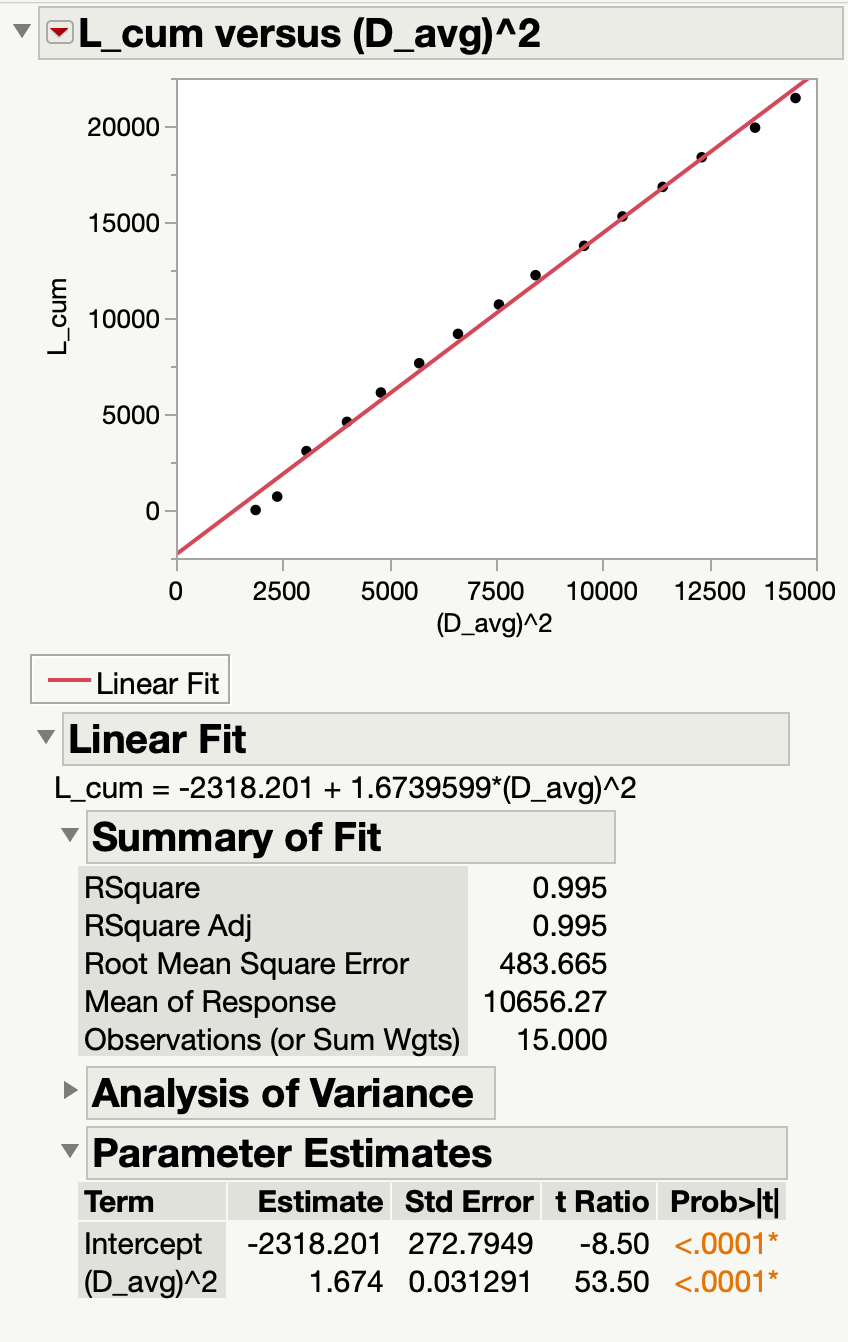 L_cum versus (D_avg)^2
20000
15000
10000
5000
0
L_cum
0 2500 5000 7500 10000 12500 15000
(D_avg)^2
Linear Fit
Linear Fit
L_cum = -2318.201 + 1.6739599*(D_avg)^2
Summary of Fit
RSquare 0.995
RSquare Adj 0.995
Root Mean Square Error 483.665
Mean of Response 10656.27
Observations (or Sum Wgts) 15.000
Analysis of Variance
Parameter Estimates
Term Estimate Std Error t Ratio Prob>|t|
Intercept -2318.201 272.7949 -8.50 <.0001*
(D_avg)^2 1.674 0.031291 53.50 <.0001*